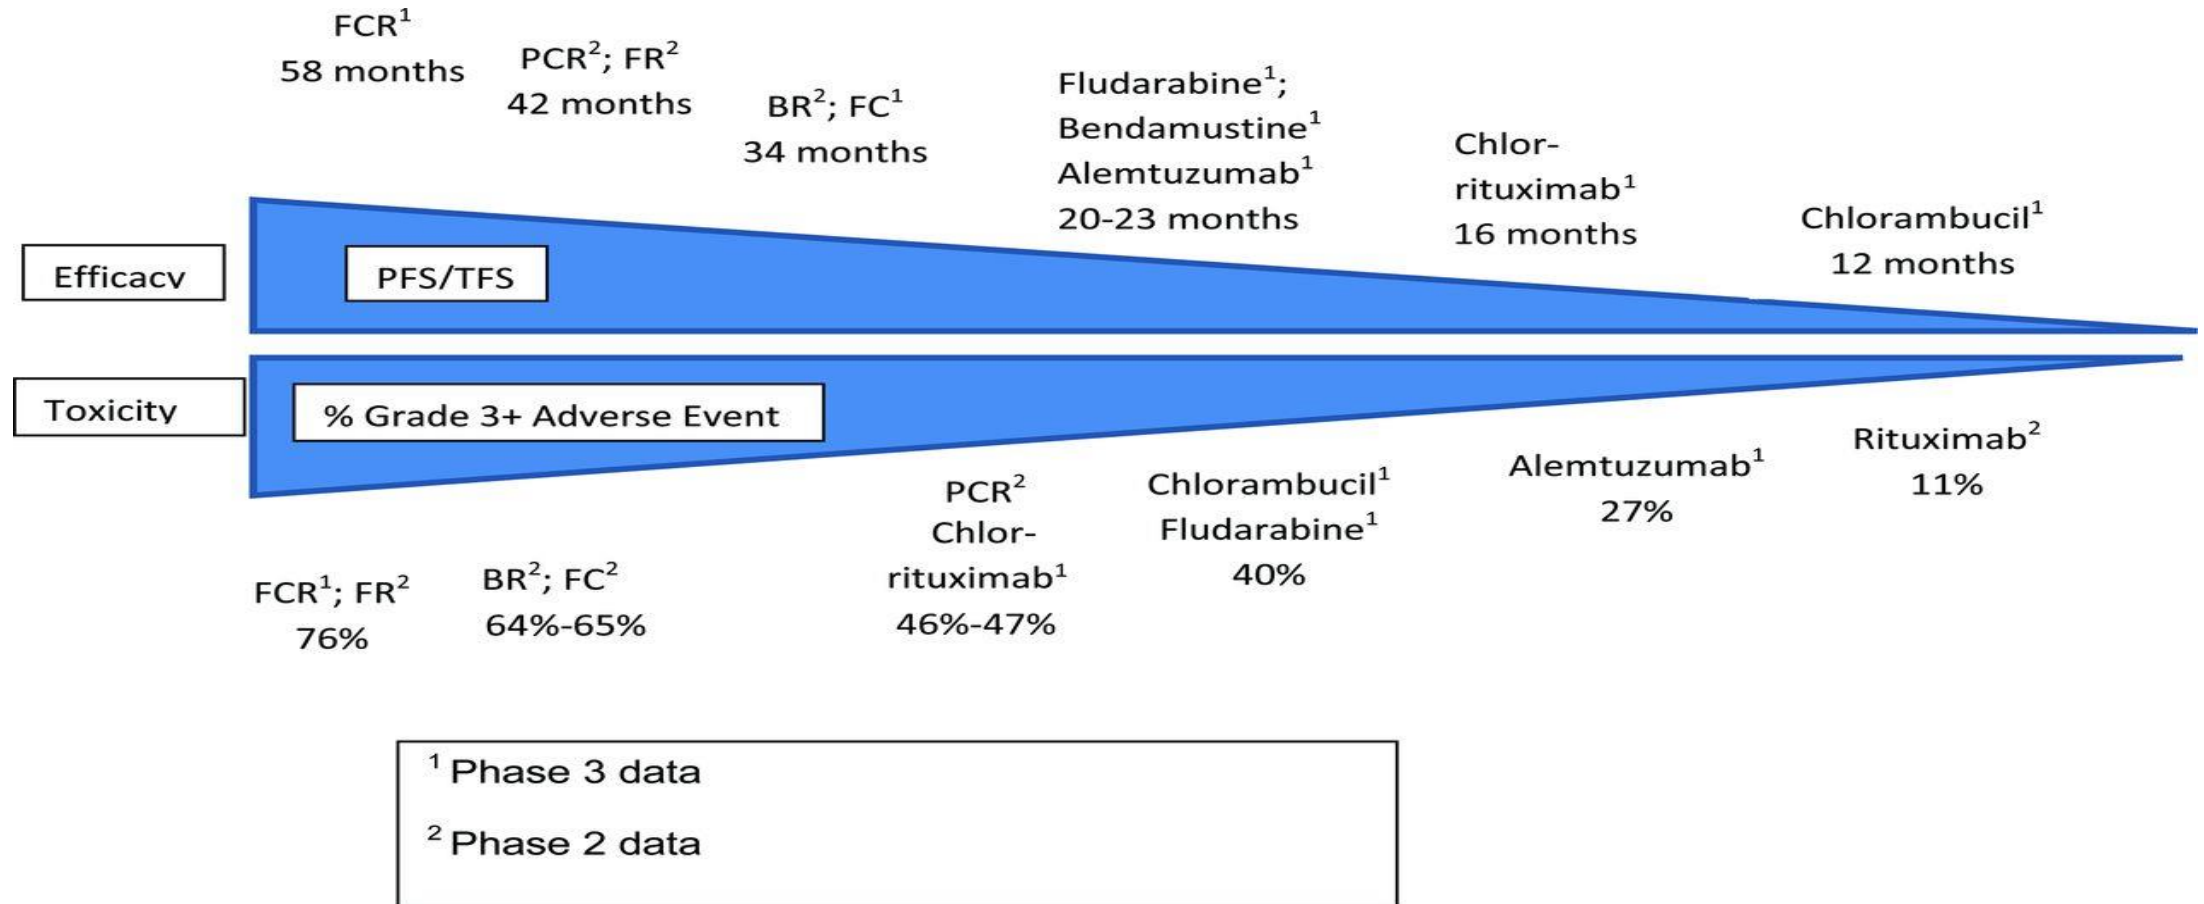 FCR¹
58 months
PCR²; FR²
42 months
BR²; FC¹
34 months
Fludarabine¹;
Bendamustine¹
Alemtuzumab¹
20-23 months
Chlor-
rituximab¹
16 months
Chlorambucil¹
12 months
Efficacy
PFS/TFS
Toxicity
% Grade 3+ Adverse Event
FCR¹; FR²
76%
BR²; FC²
64%-65%
PCR²
Chlor-
rituximab¹
46%-47%
Chlorambucil¹
Fludarabine¹
40%
Alemtuzumab¹
27%
Rituximab²
11%
¹ Phase 3 data
² Phase 2 data